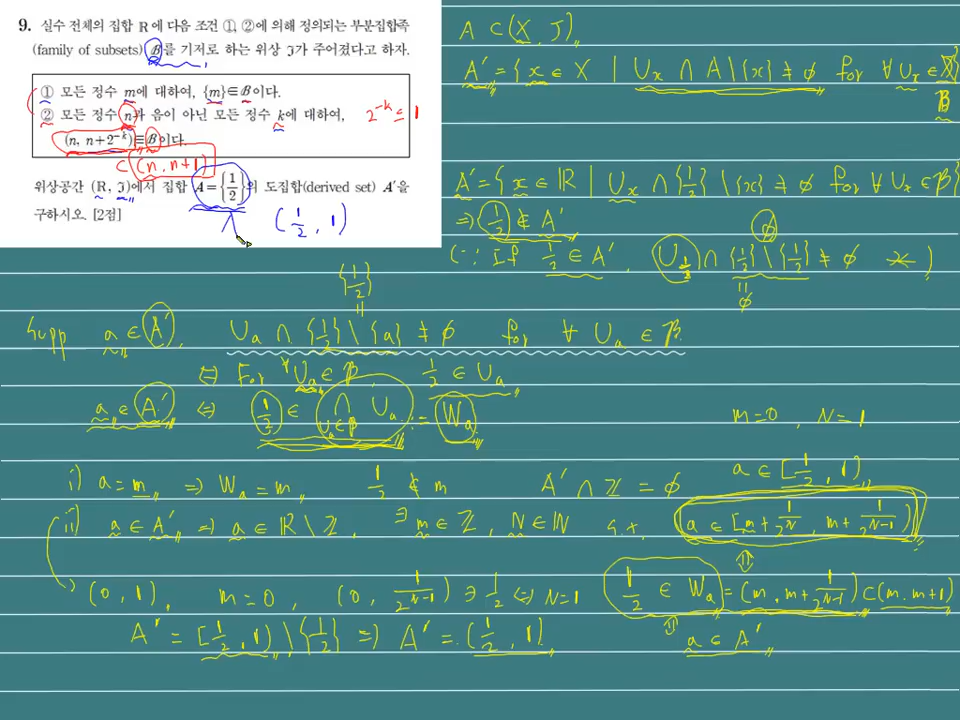 9. 실수 전체의 집합 ℝ에 다음 조건 ①, ②에 의해 정의되는 부분집합족
(family of subsets) ℬ를 기저로 하는 위상 ℑ가 주어졌다고 하자.
① 모든 정수 m에 대하여, {m}∈ℬ이다.
② 모든 정수 n과 음이 아닌 모든 정수 k에 대하여,
(n, n+2^{-k})∈ℬ이다.
2^{-k} ≤ 1
⊂ (n, n+1)
위상공간 (ℝ, ℑ)에서 집합 A={1/2}의 도집합(derived set) A′을
구하시오. [2점]
(1/2, 1)
A ⊂ (X, J)
A' = {x ∈ X | U_x ∩ A \ {x} ≠ ∅ for ∀ U_x ∈
ℬ
A' = {x ∈ ℝ | U_x ∩ {1/2} \ {x} ≠ ∅ for ∀ U_x ∈ ℬ}
⇒ 1/2 ∉ A'
∅
(∵ If 1/2 ∈ A', U_{1/2} ∩ {1/2} \ {1/2} ≠ ∅ ※)
= ∅
{1/2}
=
Supp a ∈ A', U_a ∩ {1/2} \ {a} ≠ ∅ for ∀ U_a ∈ ℬ
⇔ For ∀ U_a ∈ ℬ, 1/2 ∈ U_a
a ∈ A' ⇔ 1/2 ∈ ∩_{U_a∈ℬ} U_a := W_a
m=0, N=1
a ∈ [1/2, 1)
i) a = m ⇒ W_a = m, 1/2 ∉ m A' ∩ ℤ = ∅
ii) a ∈ A' ⇒ a ∈ ℝ \ ℤ ∃ m ∈ ℤ, N ∈ ℕ s.t. a ∈ [m + 1/2^N, m + 1/2^{N-1})
⇕
(0, 1), m=0, (0, 1/2^{N-1}) ∋ 1/2 ⇔ N=1 1/2 ∈ W_a = (m, m + 1/2^{N-1}) ⊂ (m, m+1)
⇕
A' = [1/2, 1) \ {1/2} ⇒ A' = (1/2, 1) a ∈ A'